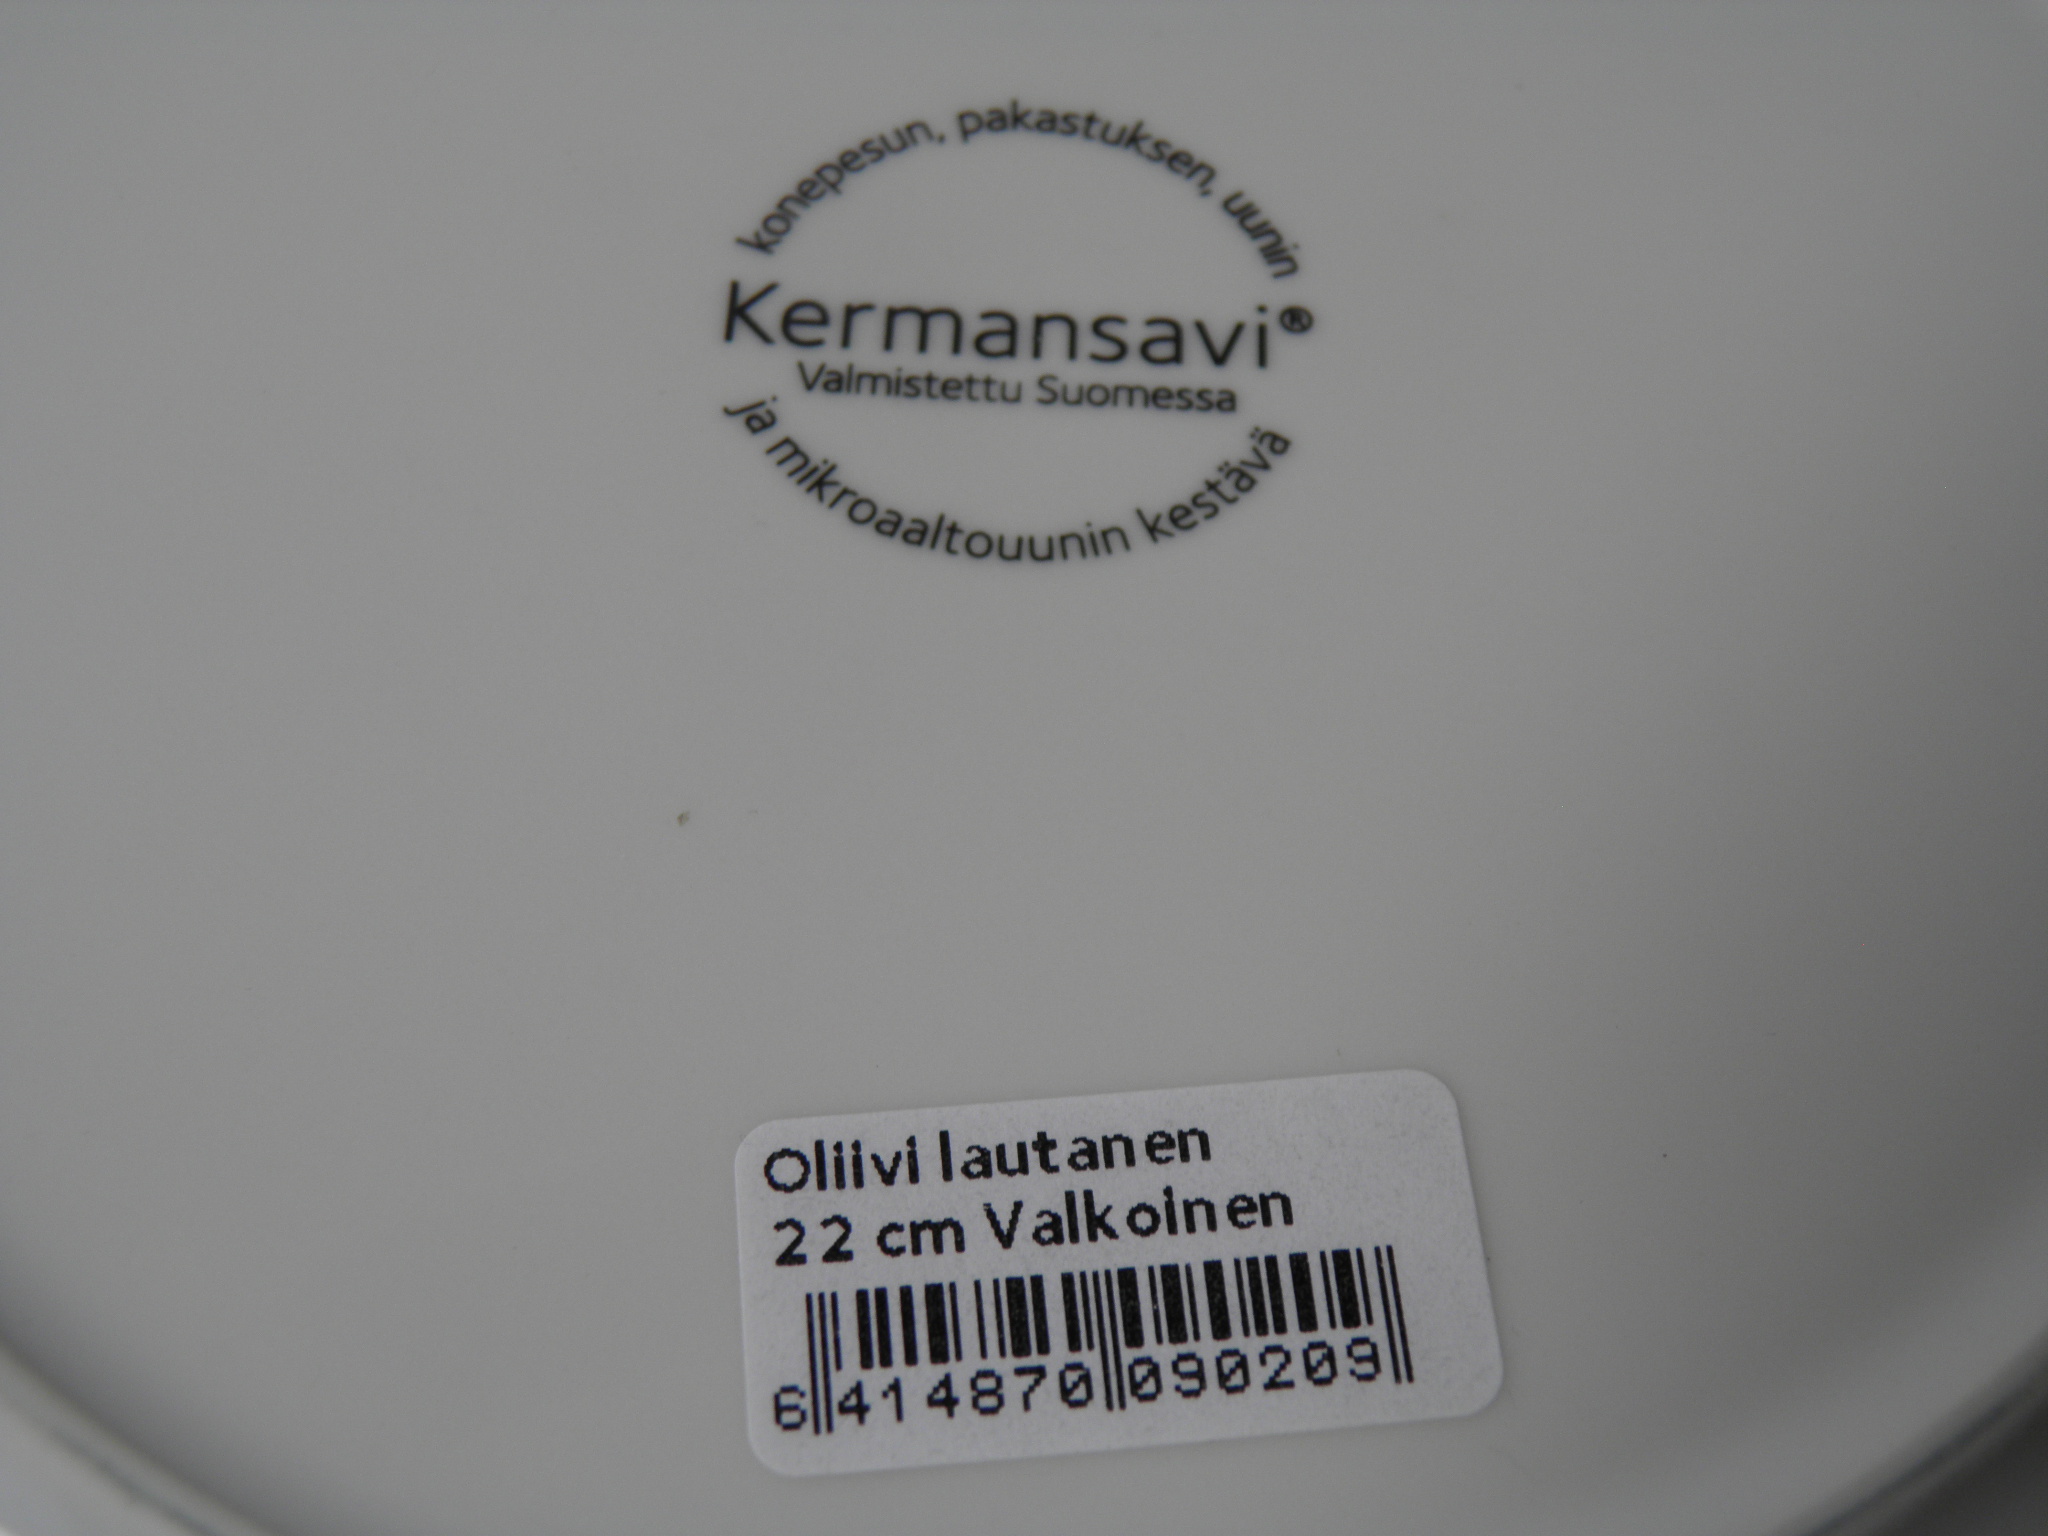 konepesun, pakastuksen, uunin
Kermansavi®
Valmistettu Suomessa
ja mikroaaltouunin kestävä
Oliivi lautanen
22 cm Valkoinen
6 414870 090209